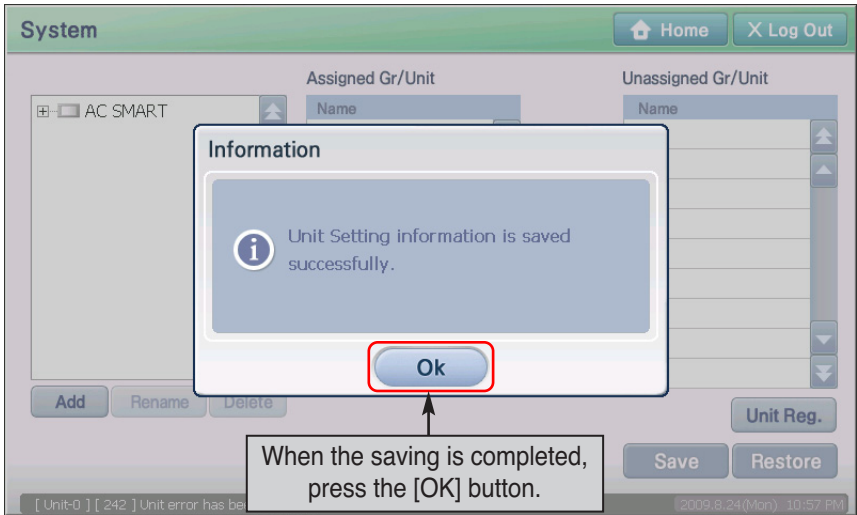 System
Home
X Log Out
Assigned Gr/Unit
Unassigned Gr/Unit
AC SMART
Name
Name
Information
Unit Setting information is saved
successfully.
Ok
Add
Rename
Delete
Unit Reg.
When the saving is completed,
press the [OK] button.
Save
Restore
[ Unit-0 ] [ 242 ] Unit error has
2009.8.24(Mon) 10:57 PM